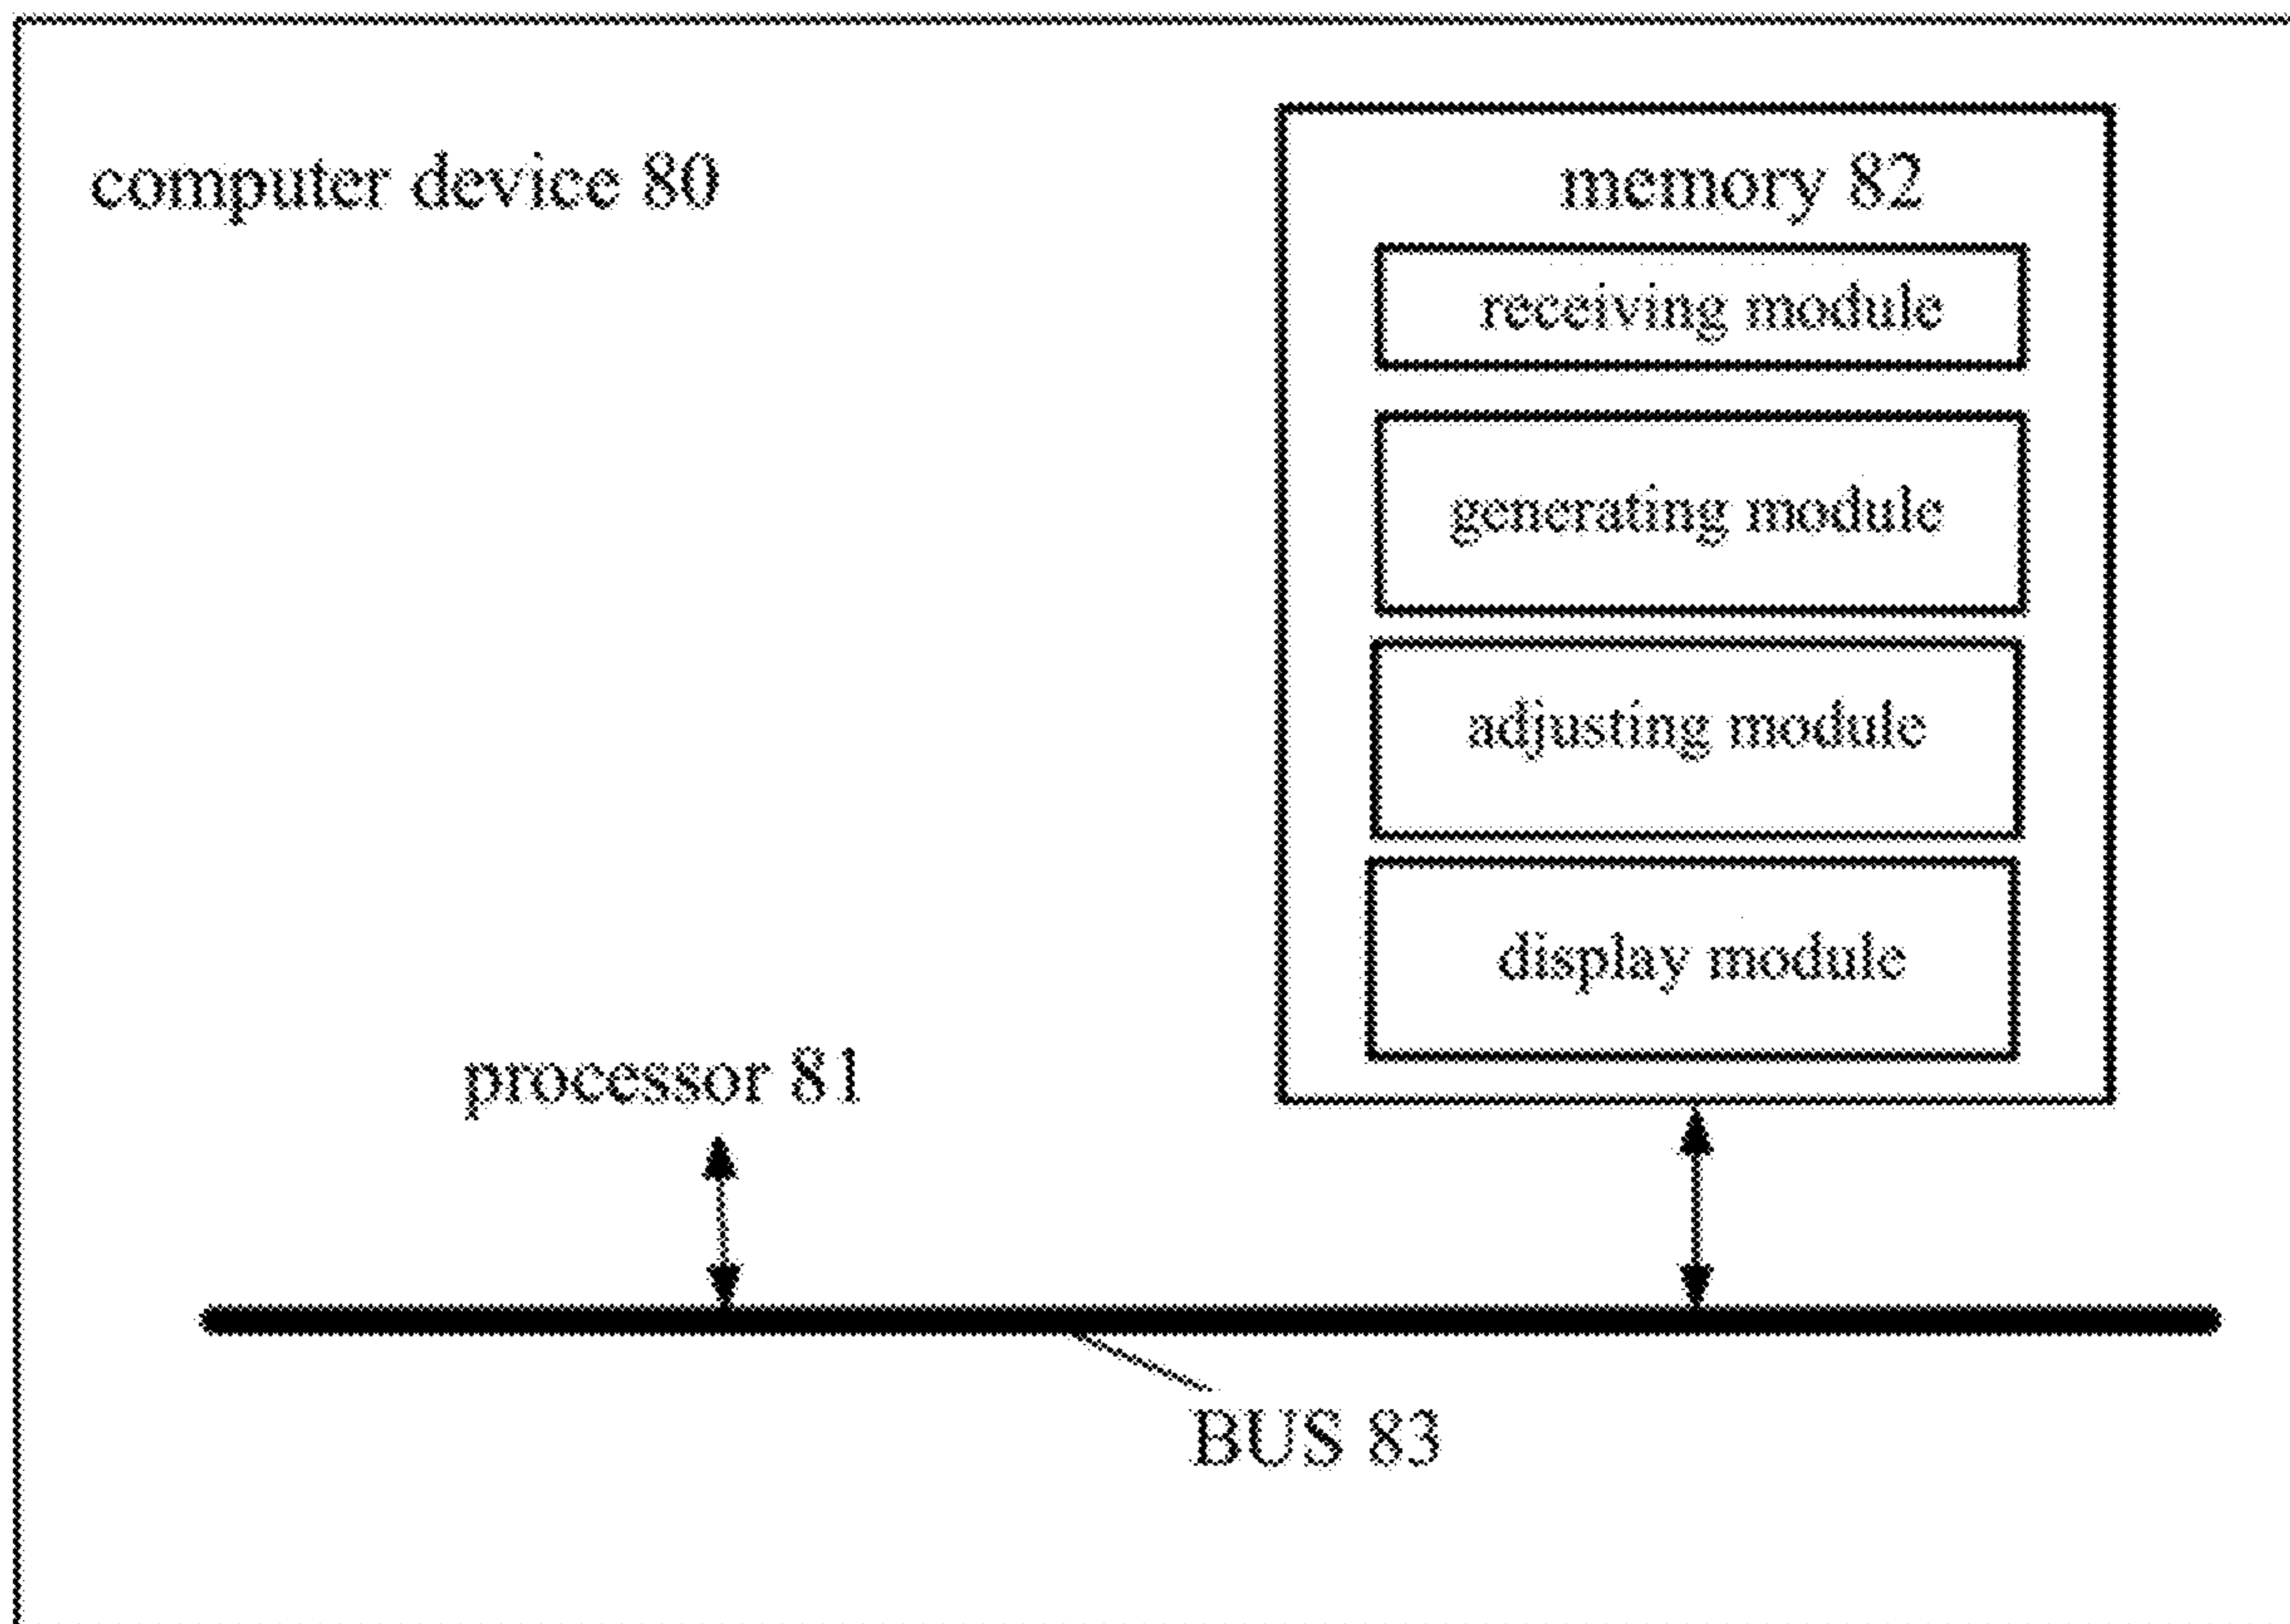 computer device 80
memory 82
receiving module
generating module
adjusting module
display module
processor 81
BUS 83